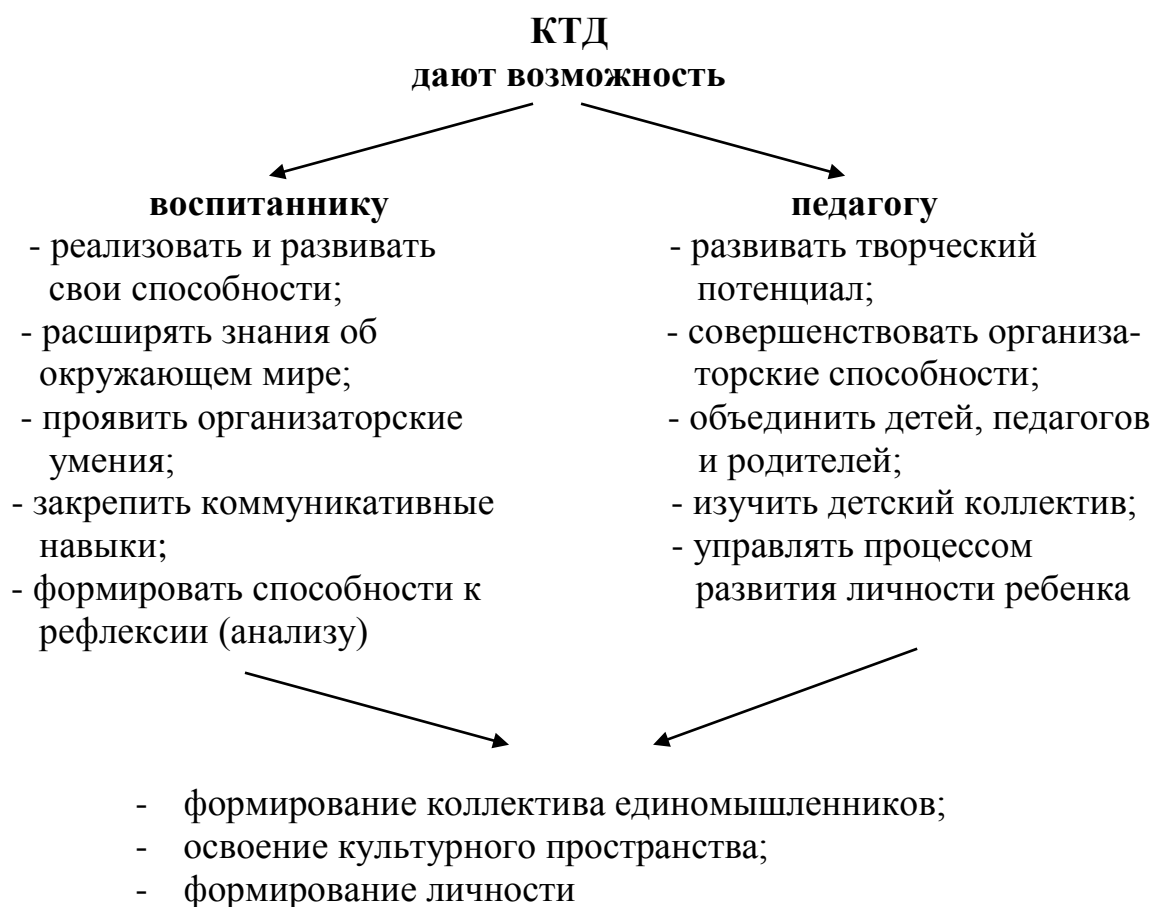 КТД
дают возможность
воспитаннику
- реализовать и развивать
свои способности;
- расширять знания об
окружающем мире;
- проявить организаторские
умения;
- закрепить коммуникативные
навыки;
- формировать способности к
рефлексии (анализу)
педагогу
- развивать творческий
потенциал;
- совершенствовать организа-
торские способности;
- объединить детей, педагогов
и родителей;
- изучить детский коллектив;
- управлять процессом
развития личности ребенка
- формирование коллектива единомышленников;
- освоение культурного пространства;
- формирование личности